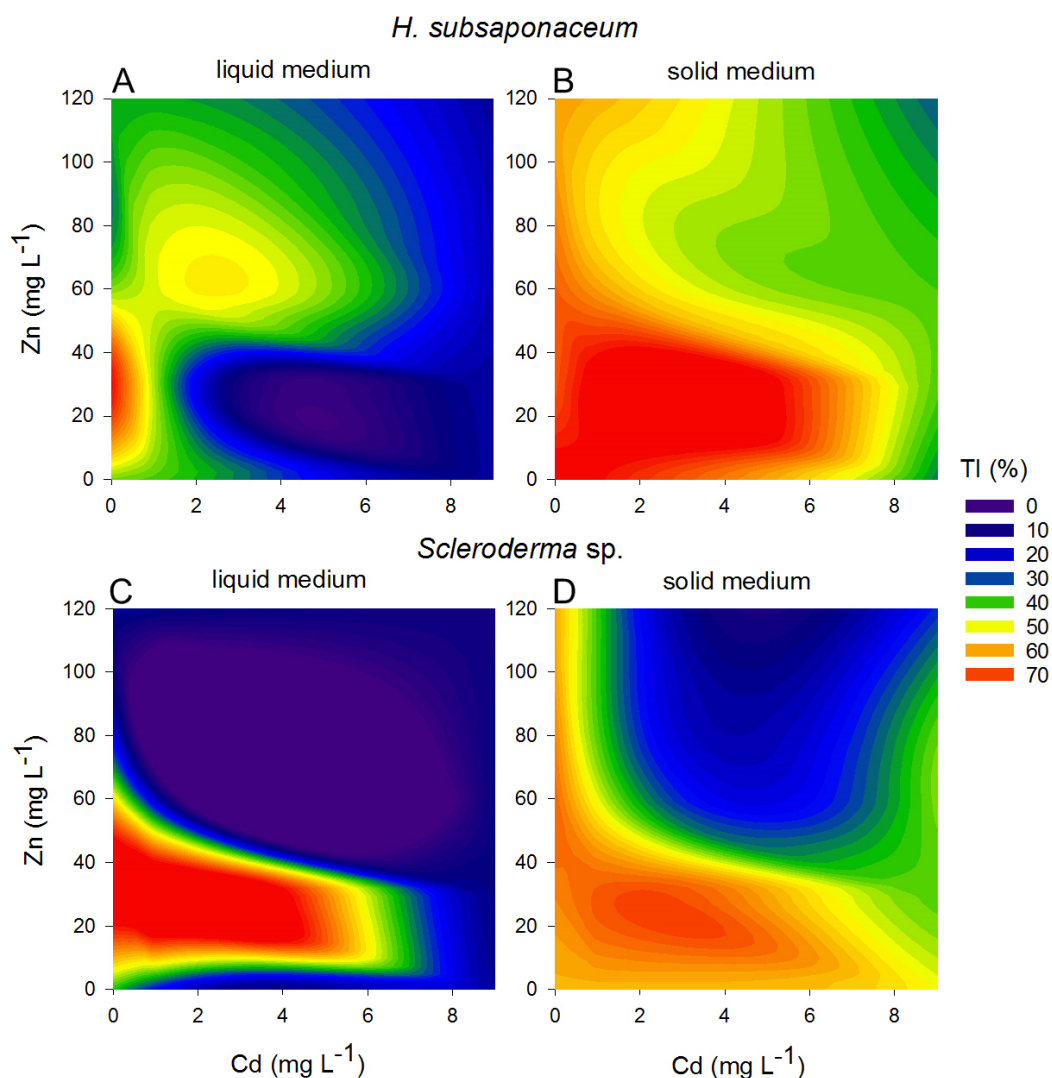 H. subsaponaceum
A
liquid medium
B
solid medium
Zn (mg L⁻¹)
120
100
80
60
40
20
0
0 2 4 6 8
120
100
80
60
40
20
0
0 2 4 6 8
TI (%)
0
10
20
30
40
50
60
70
Scleroderma sp.
C
liquid medium
D
solid medium
Zn (mg L⁻¹)
120
100
80
60
40
20
0
0 2 4 6 8
Cd (mg L⁻¹)
120
100
80
60
40
20
0
0 2 4 6 8
Cd (mg L⁻¹)